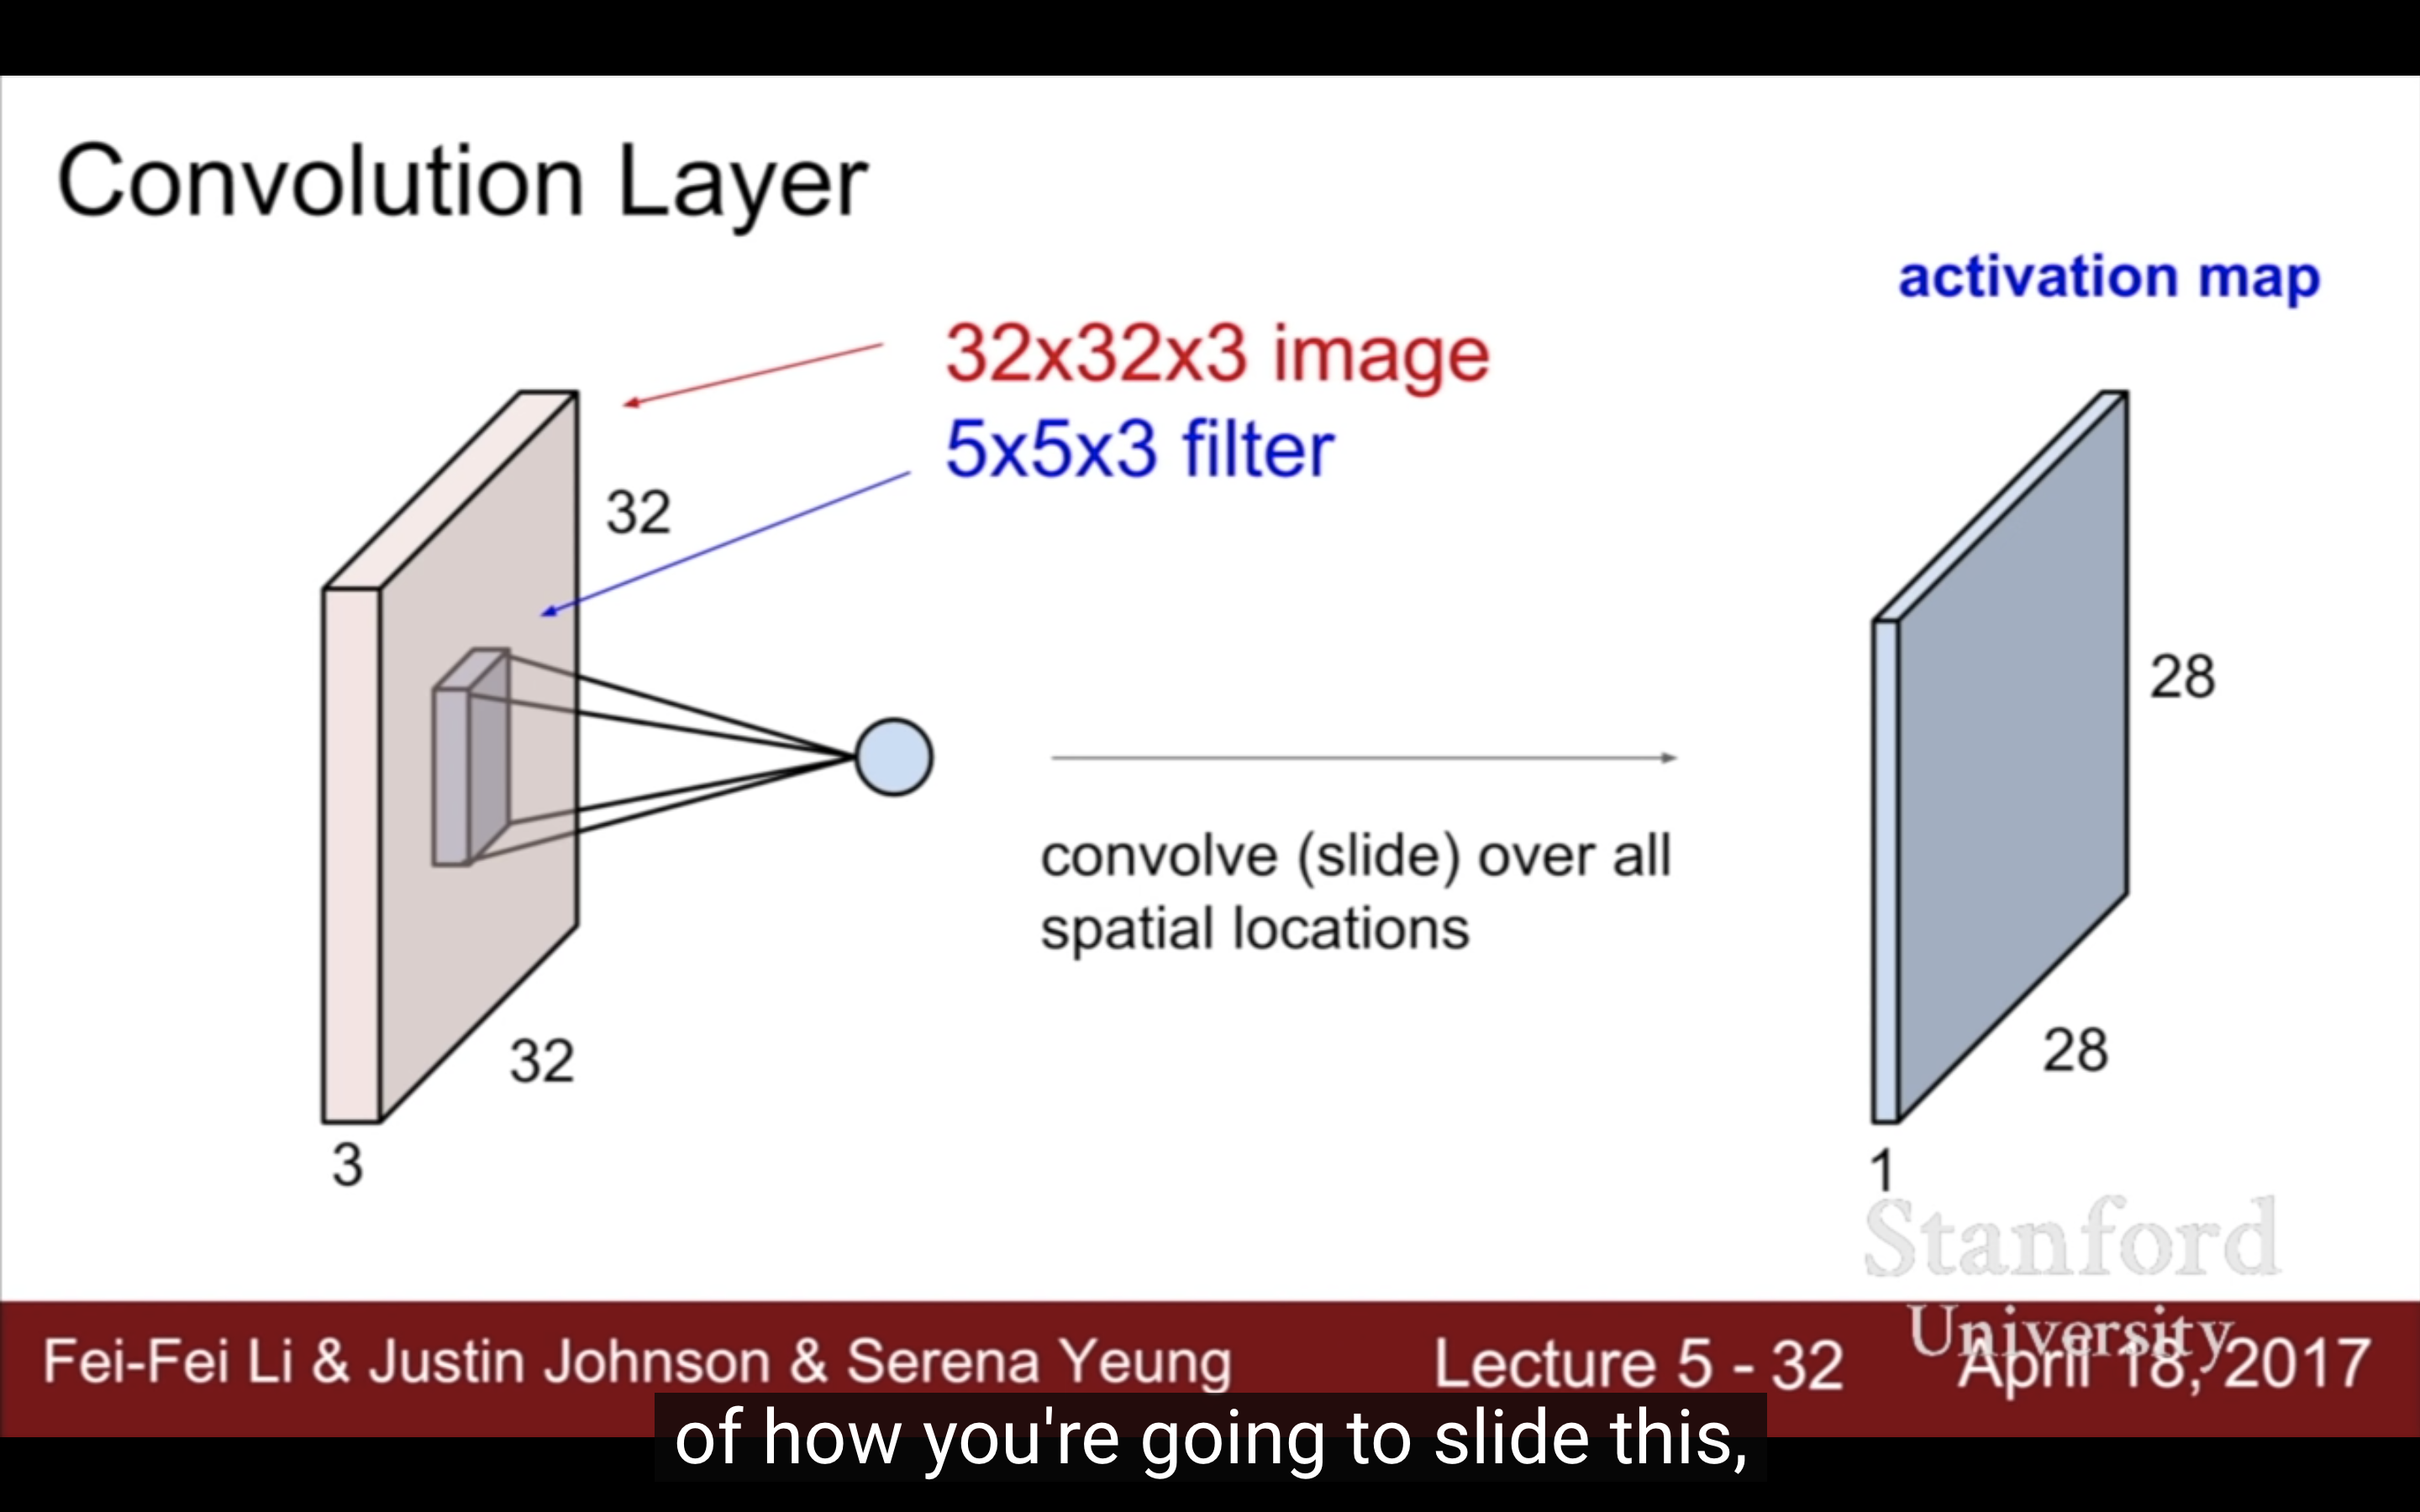 Convolution Layer
activation map
32x32x3 image
5x5x3 filter
32
28
convolve (slide) over all
spatial locations
32
28
3
1
Stanford
University
Fei-Fei Li & Justin Johnson & Serena Yeung
Lecture 5 - 32
April 18, 2017
of how you're going to slide this,